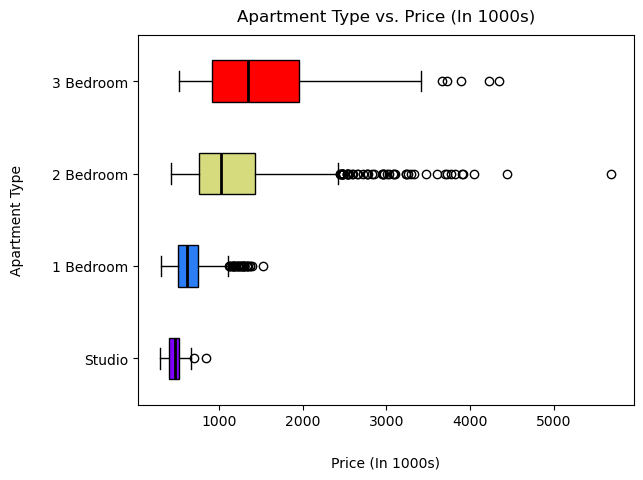 Apartment Type vs. Price (In 1000s)
Apartment Type
3 Bedroom
2 Bedroom
1 Bedroom
Studio
1000 2000 3000 4000 5000
Price (In 1000s)